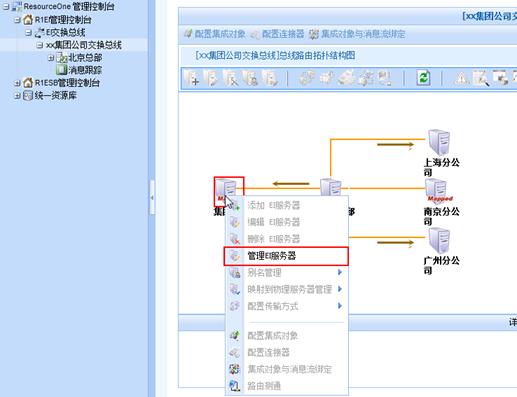 ResourceOne 管理控制台
R1E管理控制台
EI交换总线
xx集团公司交换总线
北京总部
消息跟踪
R1ESB管理控制台
统一资源库
[xx集团公司
配置集成对象
配置连接器
集成对象与消息流绑定
[xx集团公司交换总线]总线路由拓扑结构图
上海分公司
Mapped
南京分公司
广州分公司
集
部
添加 EI服务器
编辑 EI服务器
删除 EI服务器
管理EI服务器
别名管理
映射到物理服务器管理
配置传输方式
配置集成对象
配置连接器
集成对象与消息流绑定
路由测通
详